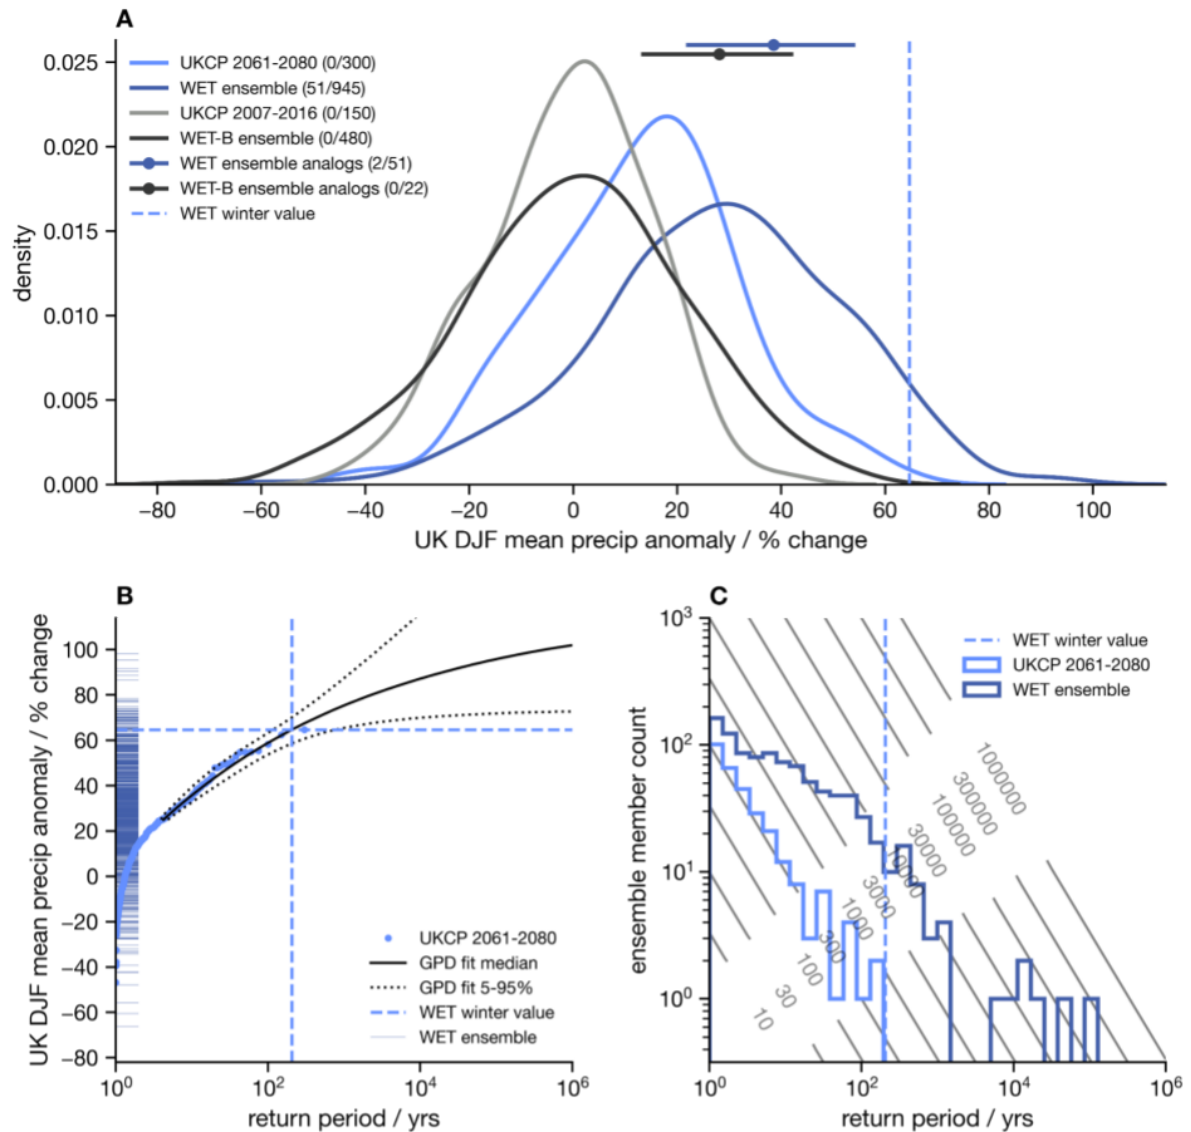 A
UKCP 2061-2080 (0/300)
WET ensemble (51/945)
UKCP 2007-2016 (0/150)
WET-B ensemble (0/480)
WET ensemble analogs (2/51)
WET-B ensemble analogs (0/22)
WET winter value
density
0.025
0.020
0.015
0.010
0.005
0.000
−80 −60 −40 −20 0 20 40 60 80 100
UK DJF mean precip anomaly / % change
B
UK DJF mean precip anomaly / % change
100
80
60
40
20
0
−20
−40
−60
−80
UKCP 2061-2080
GPD fit median
GPD fit 5-95%
WET winter value
WET ensemble
10⁰ 10² 10⁴ 10⁶
return period / yrs
C
ensemble member count
10³
10²
10¹
10⁰
WET winter value
UKCP 2061-2080
WET ensemble
1000000
300000
100000
30000
10000
3000
1000
300
100
30
10
10⁰ 10² 10⁴ 10⁶
return period / yrs